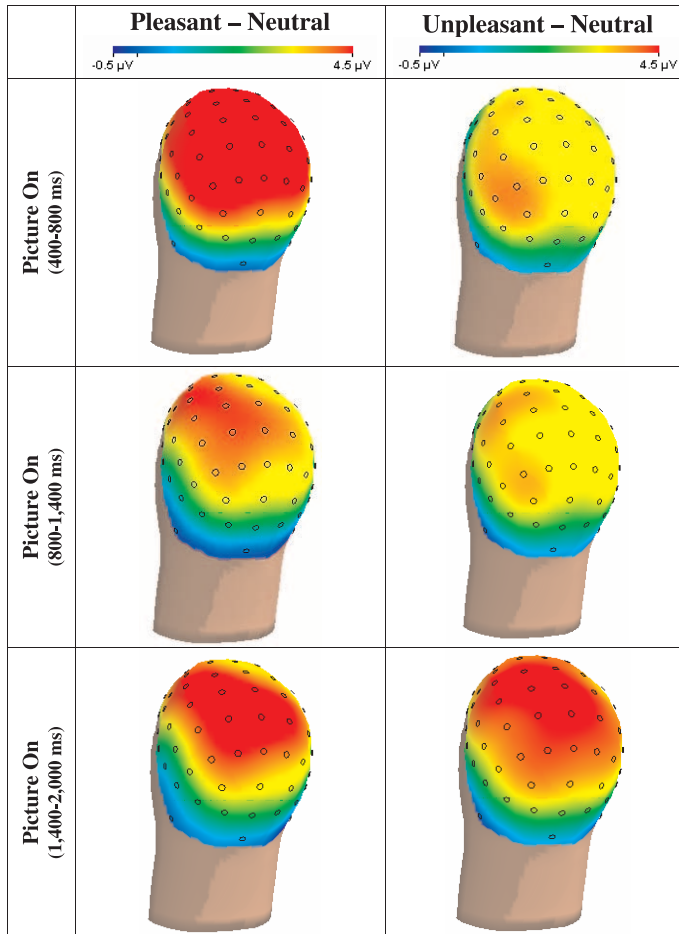 Pleasant – Neutral
Unpleasant – Neutral
-0.5 µV 4.5 µV
-0.5 µV 4.5 µV
Picture On
(400-800 ms)
Picture On
(800-1,400 ms)
Picture On
(1,400-2,000 ms)